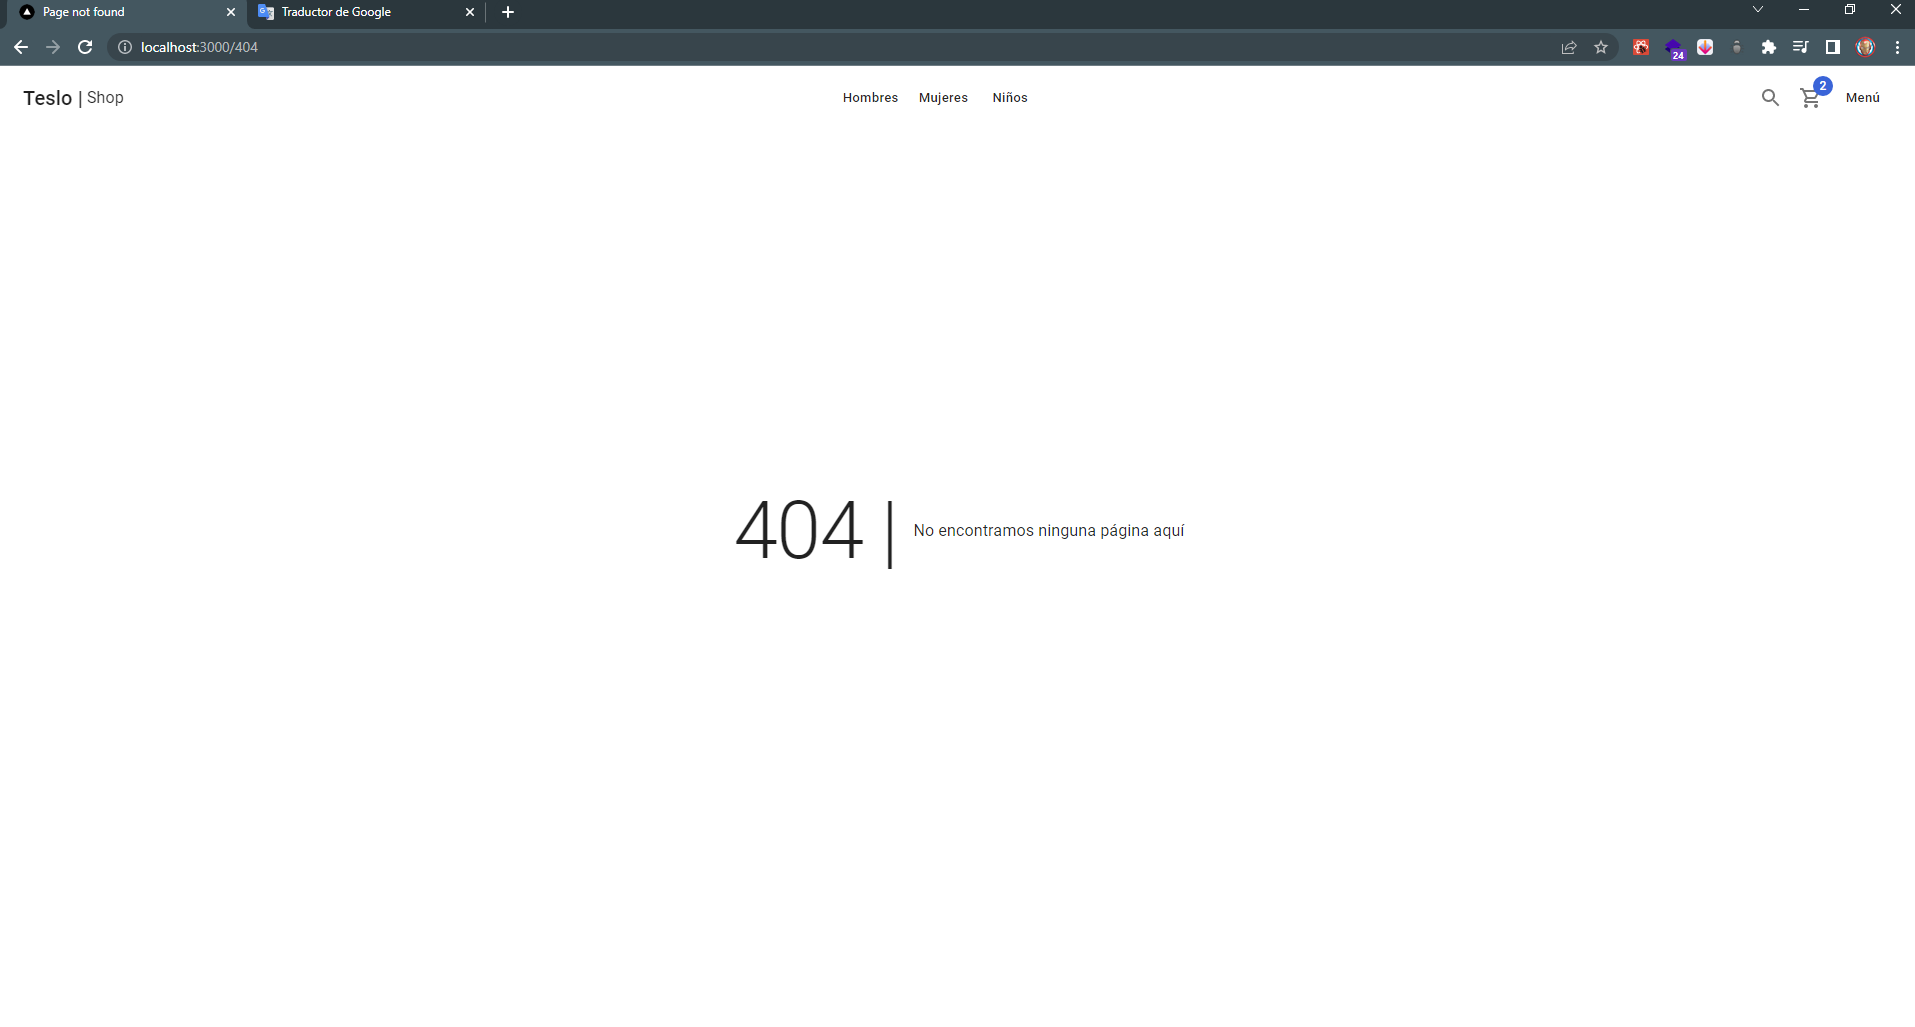 Page not found
Traductor de Google
localhost:3000/404
24
Teslo | Shop
Hombres Mujeres Niños
2
Menú
404 | No encontramos ninguna página aquí